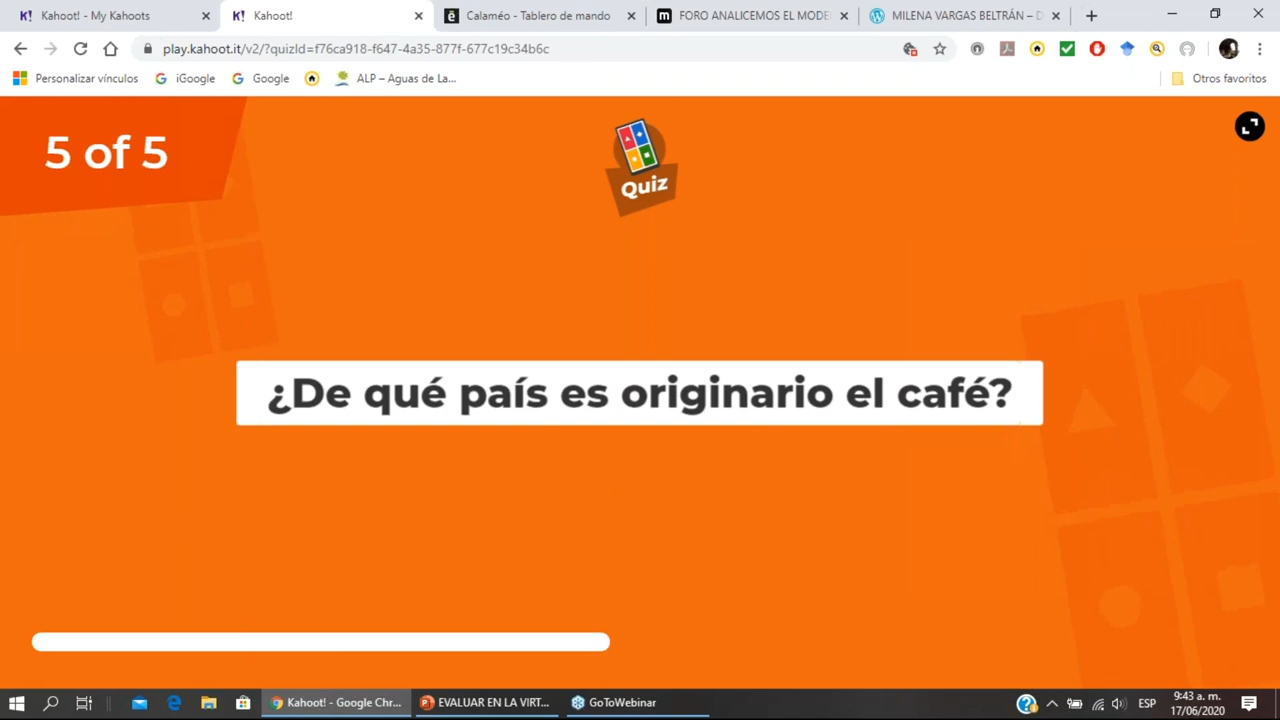 Kahoot! - My Kahoots
Kahoot!
Calaméo - Tablero de mando
FORO ANALICEMOS EL MODE
MILENA VARGAS BELTRÁN – D
play.kahoot.it/v2/?quizId=f76ca918-f647-4a35-877f-677c19c34b6c
Personalizar vínculos
iGoogle
Google
ALP – Aguas de La...
Otros favoritos
5 of 5
Quiz
¿De qué país es originario el café?
Kahoot! - Google Chr...
EVALUAR EN LA VIRT...
GoToWebinar
ESP
9:43 a. m.
17/06/2020